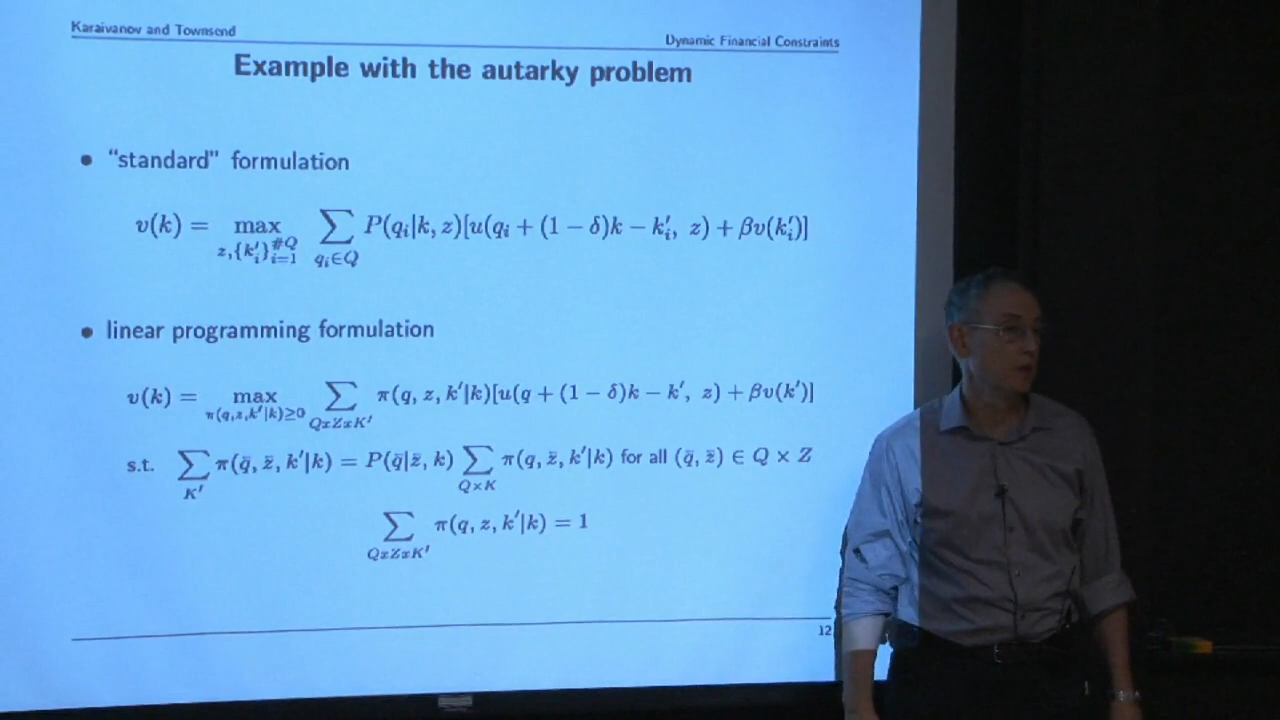 Karaivanov and Townsend
Dynamic Financial Constraints
Example with the autarky problem
• "standard" formulation
v(k) = max_{z,{k'_i}_{i=1}^{#Q}} ∑_{q_i∈Q} P(q_i|k, z)[u(q_i + (1 − δ)k − k'_i, z) + βv(k'_i)]
• linear programming formulation
v(k) = max_{π(q,z,k'|k)≥0} ∑_{QxZxK'} π(q, z, k'|k)[u(q + (1 − δ)k − k', z) + βv(k')]
s.t. ∑_{K'} π(q̄, z̄, k'|k) = P(q̄|z̄, k) ∑_{Q×K} π(q, z̄, k'|k) for all (q̄, z̄) ∈ Q × Z
∑_{QxZxK'} π(q, z, k'|k) = 1
12